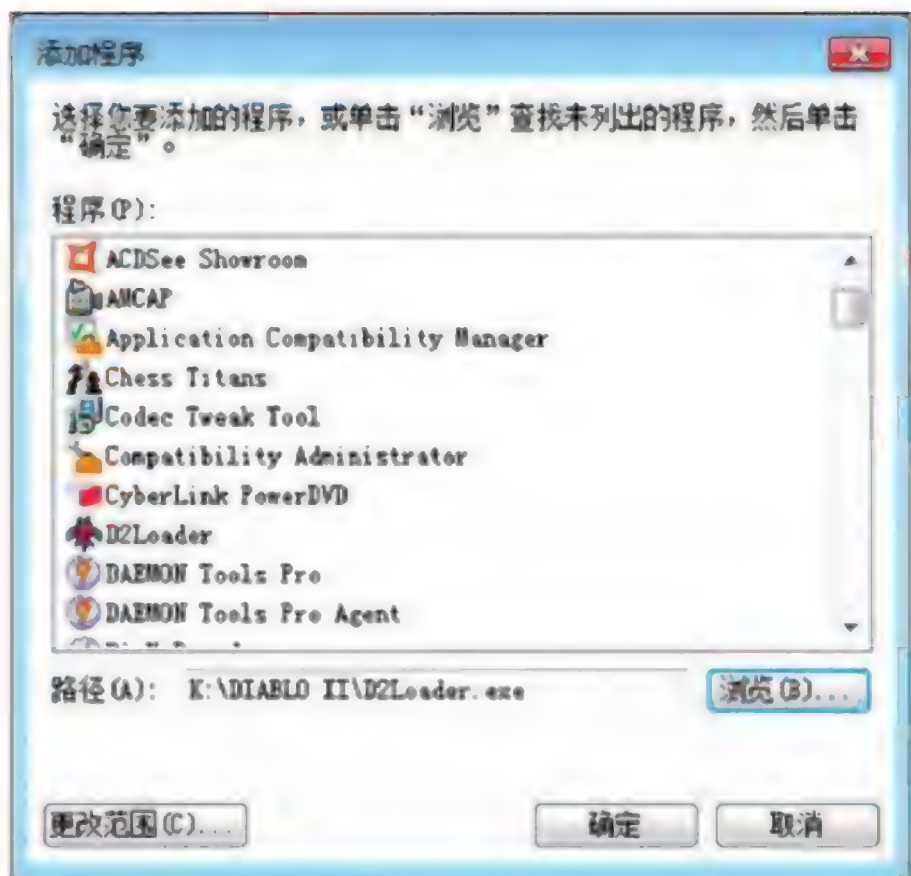 添加程序
选择您要添加的程序，或单击“浏览”查找未列出的程序，然后单击
“确定”。
程序(P):
ACDSee Showroom
AMCAP
Application Compatibility Manager
Chess Titans
Codec Tweak Tool
Compatibility Administrator
CyberLink PowerDVD
D2Loader
DAEMON Tools Pro
DAEMON Tools Pro Agent
路径(A): K:\DIABLO II\D2Loader.exe 浏览(B)...
更改范围(C)... 确定 取消